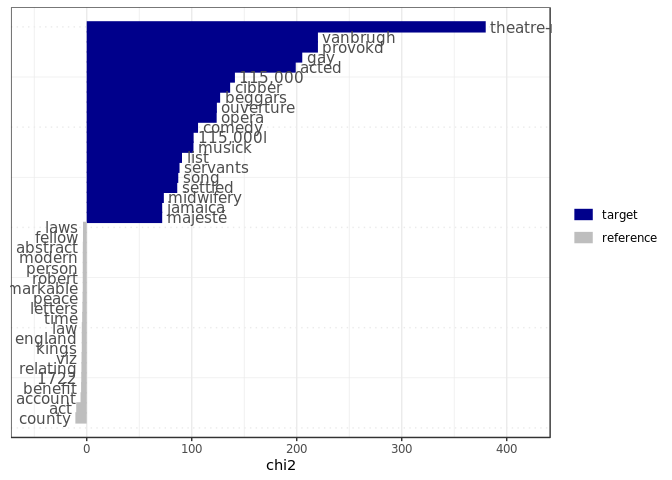 theatre-r
vanbrugh
provokd
gay
acted
115,000
cibber
beggars
ouverture
opera
comedy
115,000l
musick
list
servants
song
settled
midwifery
jamaica
majeste
laws
fellow
abstract
modern
person
robert
markable
peace
letters
time
law
england
kings
viz
relating
1722
benefit
account
act
county
0 100 200 300 400
chi2
target
reference